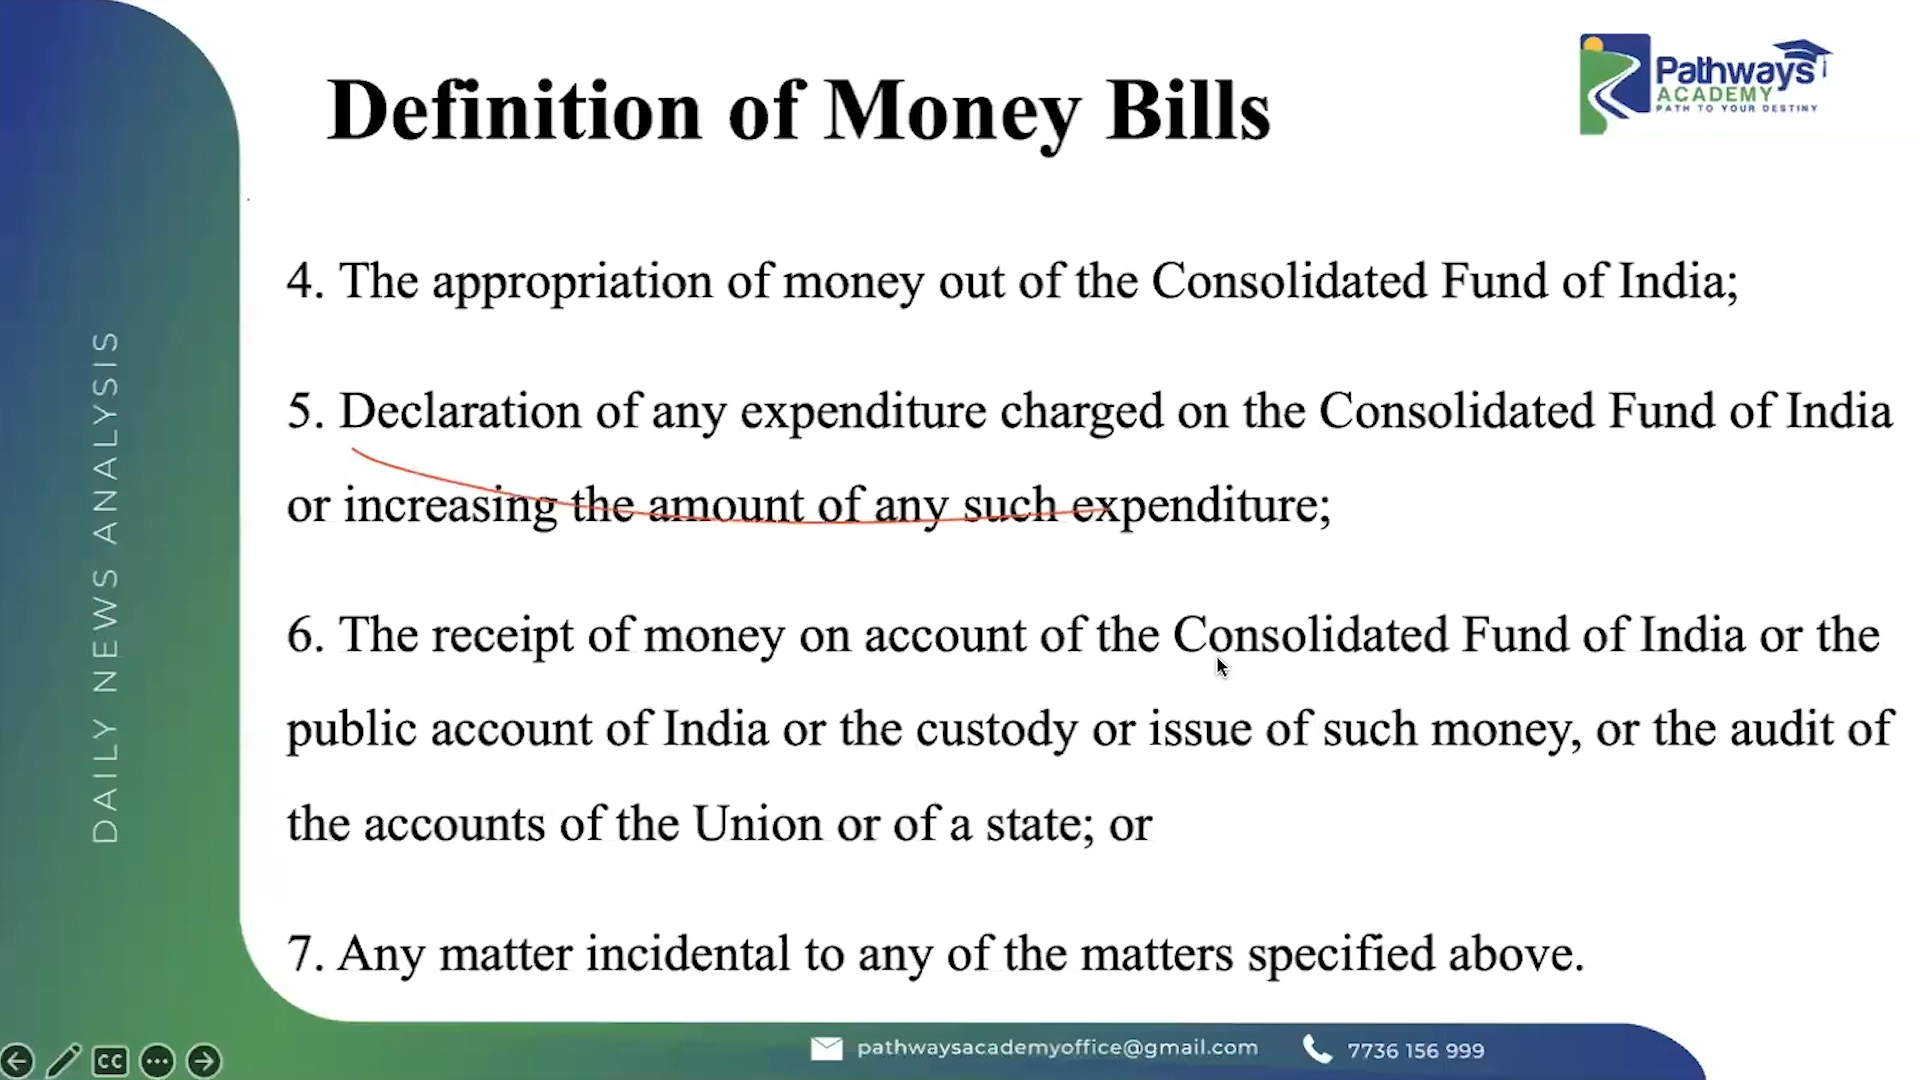 Definition of Money Bills
Pathways
ACADEMY
PATH TO YOUR DESTINY
4. The appropriation of money out of the Consolidated Fund of India;
5. Declaration of any expenditure charged on the Consolidated Fund of India
or increasing the amount of any such expenditure;
6. The receipt of money on account of the Consolidated Fund of India or the
public account of India or the custody or issue of such money, or the audit of
the accounts of the Union or of a state; or
7. Any matter incidental to any of the matters specified above.
DAILY NEWS ANALYSIS
CC
pathwaysacademyoffice@gmail.com
7736 156 999